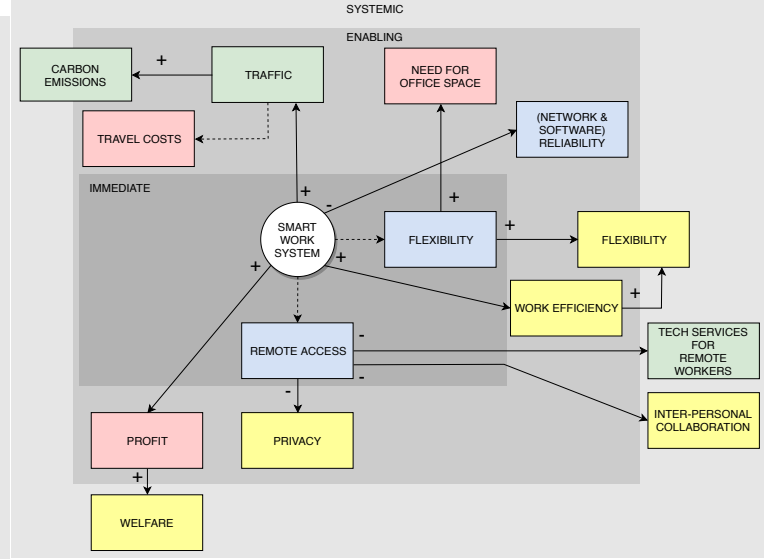 SYSTEMIC
ENABLING
CARBON
EMISSIONS
+
TRAFFIC
NEED FOR
OFFICE SPACE
(NETWORK &
SOFTWARE)
RELIABILITY
TRAVEL COSTS
IMMEDIATE
+
-
+
SMART
WORK
SYSTEM
FLEXIBILITY
+
FLEXIBILITY
+
+
WORK EFFICIENCY
+
REMOTE ACCESS
-
-
TECH SERVICES
FOR
REMOTE
WORKERS
-
INTER-PERSONAL
COLLABORATION
PROFIT
PRIVACY
+
WELFARE